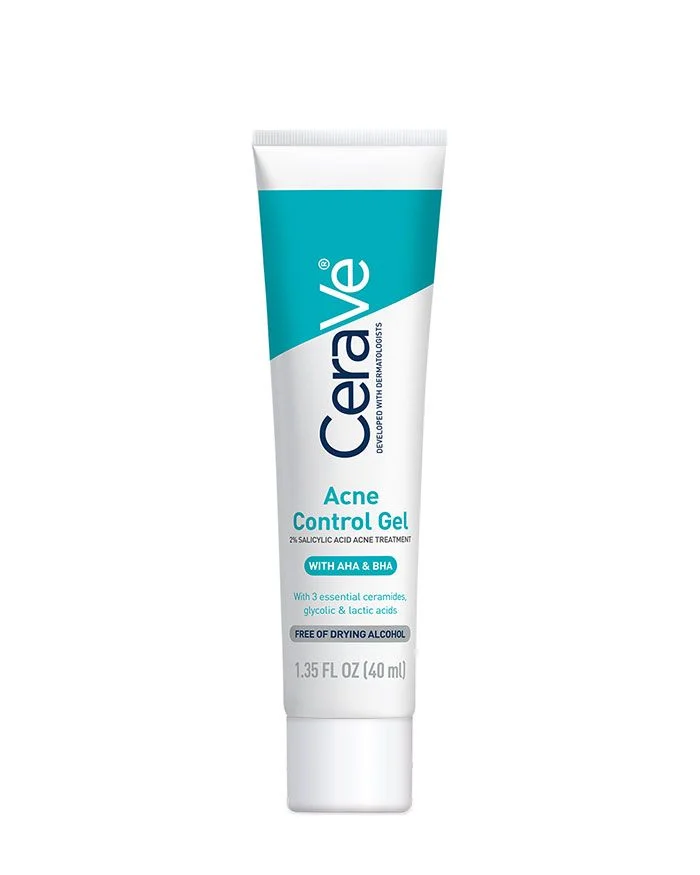 CeraVe®
DEVELOPED WITH DERMATOLOGISTS
Acne
Control Gel
2% SALICYLIC ACID ACNE TREATMENT
WITH AHA & BHA
With 3 essential ceramides,
glycolic & lactic acids
FREE OF DRYING ALCOHOL
1.35 FL OZ (40 ml)